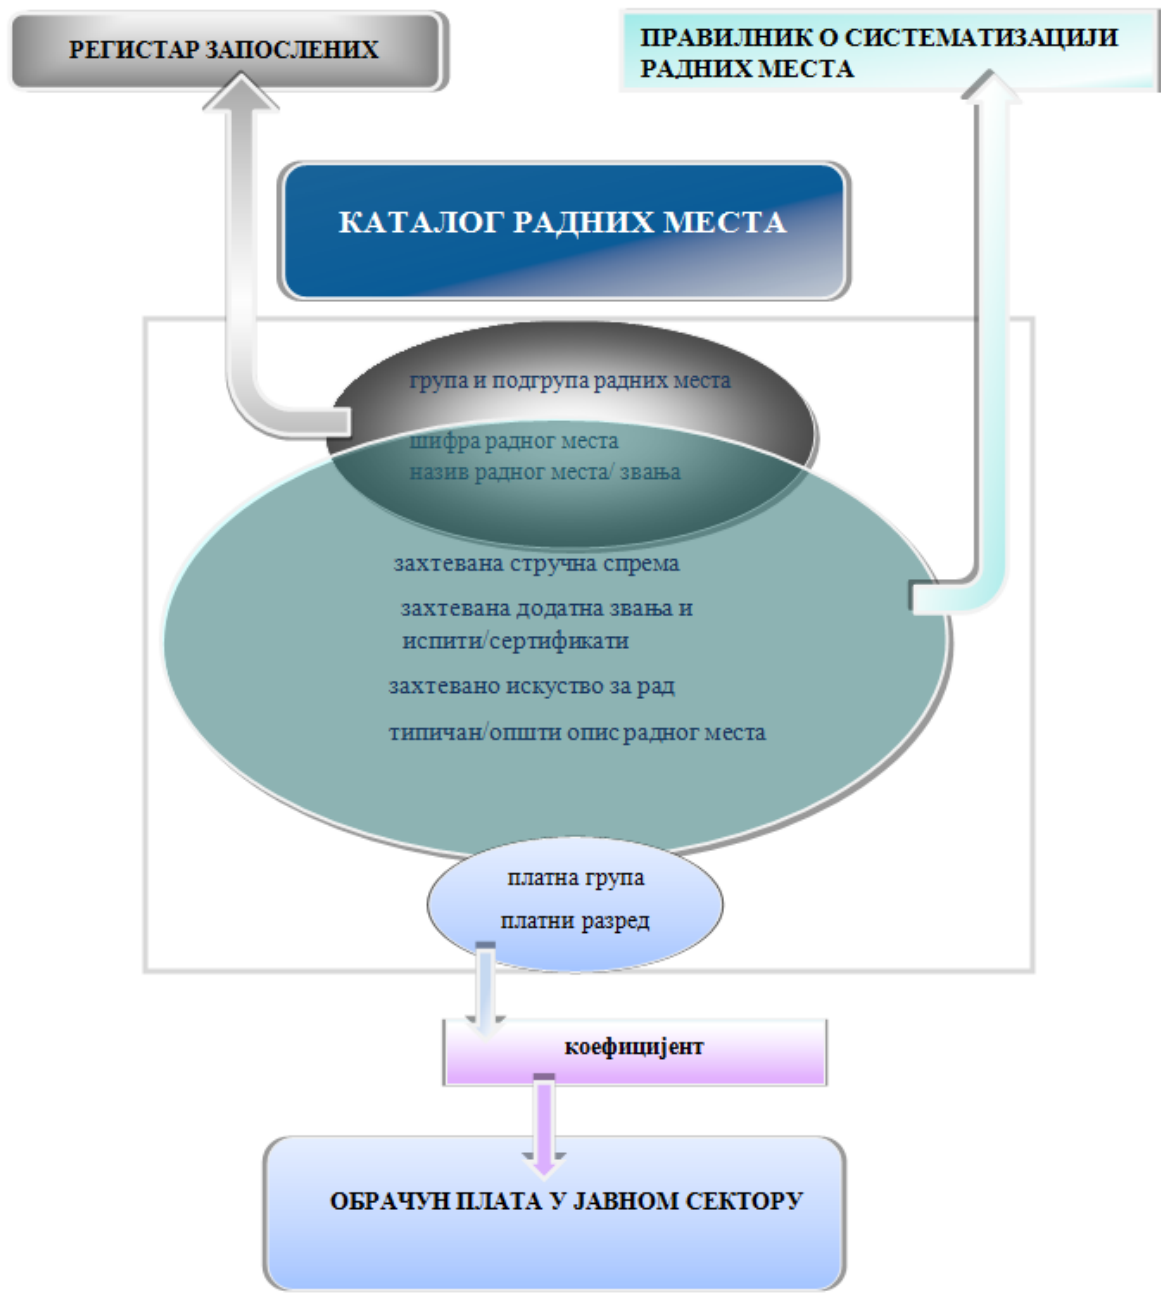 РЕГИСТАР ЗАПОСЛЕНИХ
ПРАВИЛНИК О СИСТЕМАТИЗАЦИЈИ
РАДНИХ МЕСТА
КАТАЛОГ РАДНИХ МЕСТА
група и подгрупа радних места
шифра радног места
назив радног места/ звања
захтевана стручна спрема
захтевана додатна звања и
испити/сертификати
захтевано искуство за рад
типичан/општи опис радног места
платна група
платни разред
коефицијент
ОБРАЧУН ПЛАТА У ЈАВНОМ СЕКТОРУ